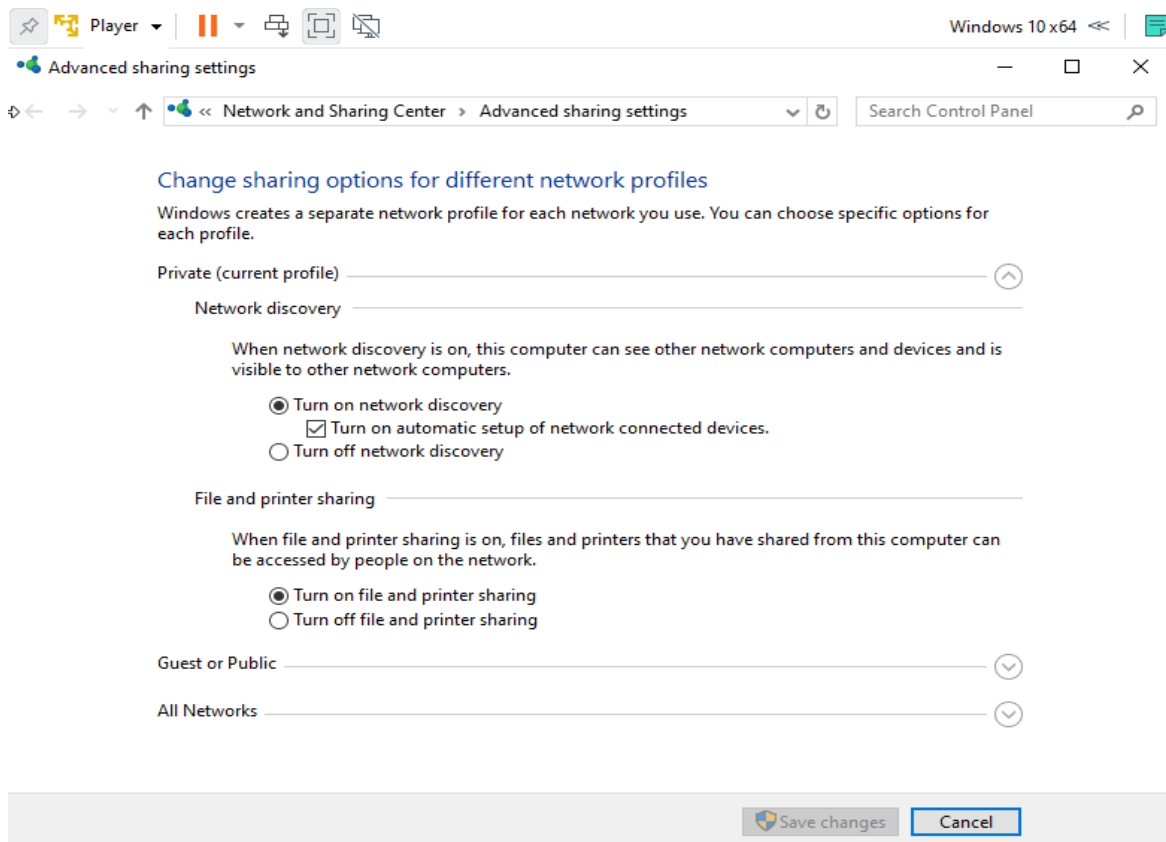 Player
Windows 10 x64
Advanced sharing settings
« Network and Sharing Center > Advanced sharing settings
Search Control Panel
Change sharing options for different network profiles
Windows creates a separate network profile for each network you use. You can choose specific options for
each profile.
Private (current profile)
Network discovery
When network discovery is on, this computer can see other network computers and devices and is
visible to other network computers.
Turn on network discovery
Turn on automatic setup of network connected devices.
Turn off network discovery
File and printer sharing
When file and printer sharing is on, files and printers that you have shared from this computer can
be accessed by people on the network.
Turn on file and printer sharing
Turn off file and printer sharing
Guest or Public
All Networks
Save changes
Cancel